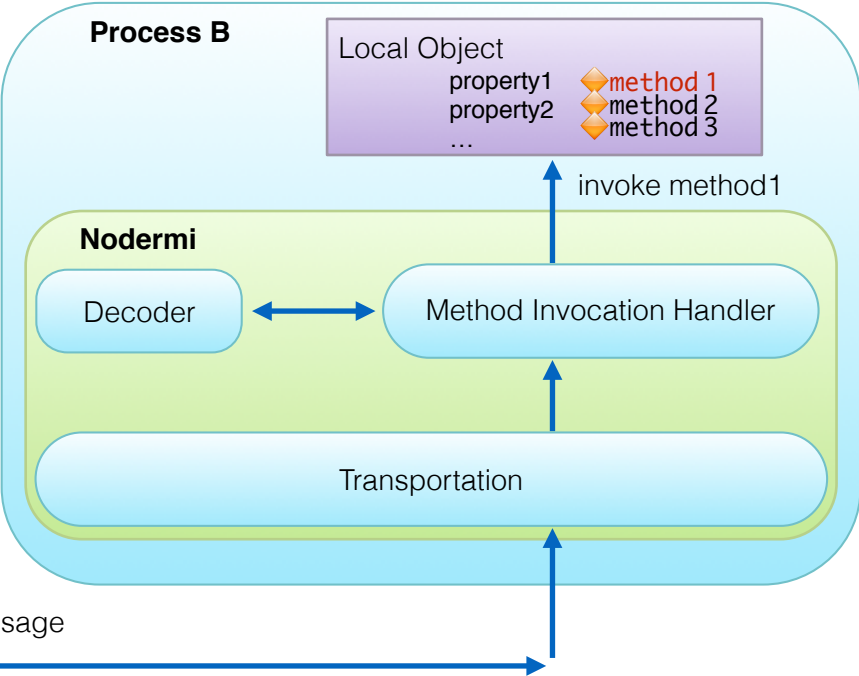 Process B
Local Object
property1 method 1
property2 method 2
method 3
...
invoke method1
Nodermi
Decoder
Method Invocation Handler
Transportation
sage